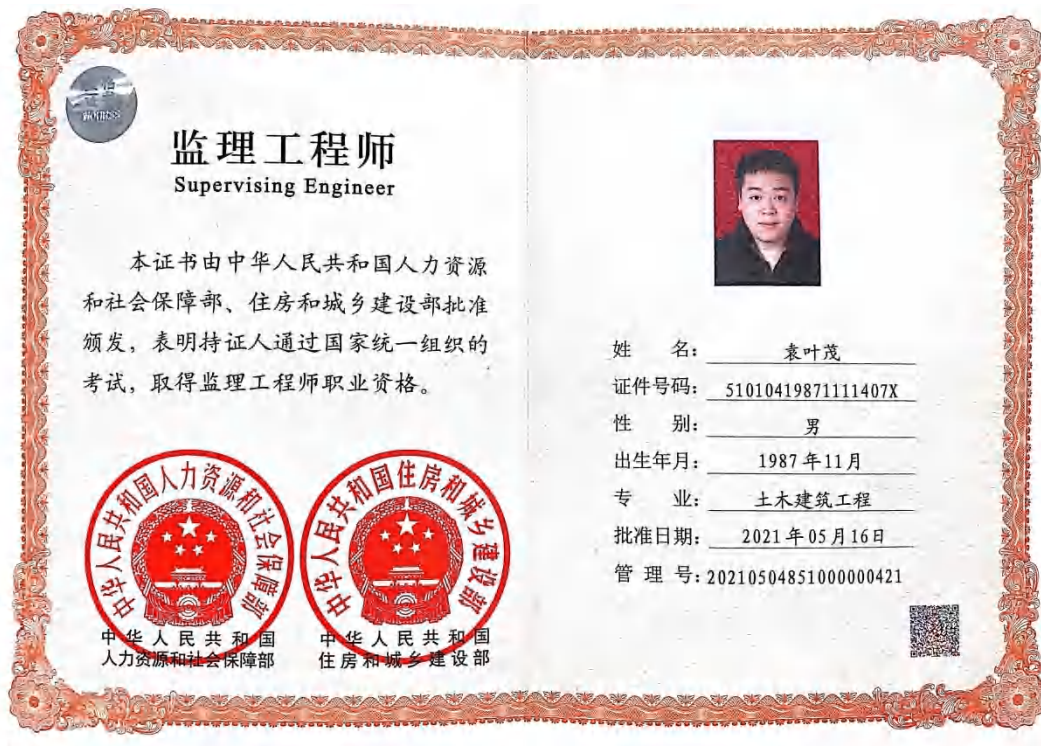 监理工程师
Supervising Engineer
本证书由中华人民共和国人力资源
和社会保障部、住房和城乡建设部批准
颁发，表明持证人通过国家统一组织的
考试，取得监理工程师职业资格。
中华人民共和国人力资源和社会保障部
中华人民共和国
人力资源和社会保障部
中华人民共和国住房和城乡建设部
中华人民共和国
住房和城乡建设部
姓 名：袁叶茂
证件号码：51010419871111407X
性 别：男
出生年月：1987年11月
专 业：土木建筑工程
批准日期：2021年05月16日
管 理 号：20210504851000000421